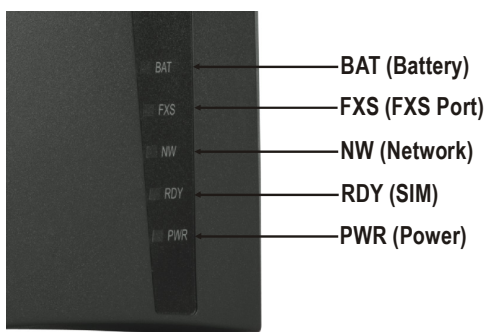 BAT BAT (Battery)
FXS FXS (FXS Port)
NW NW (Network)
RDY RDY (SIM)
PWR PWR (Power)